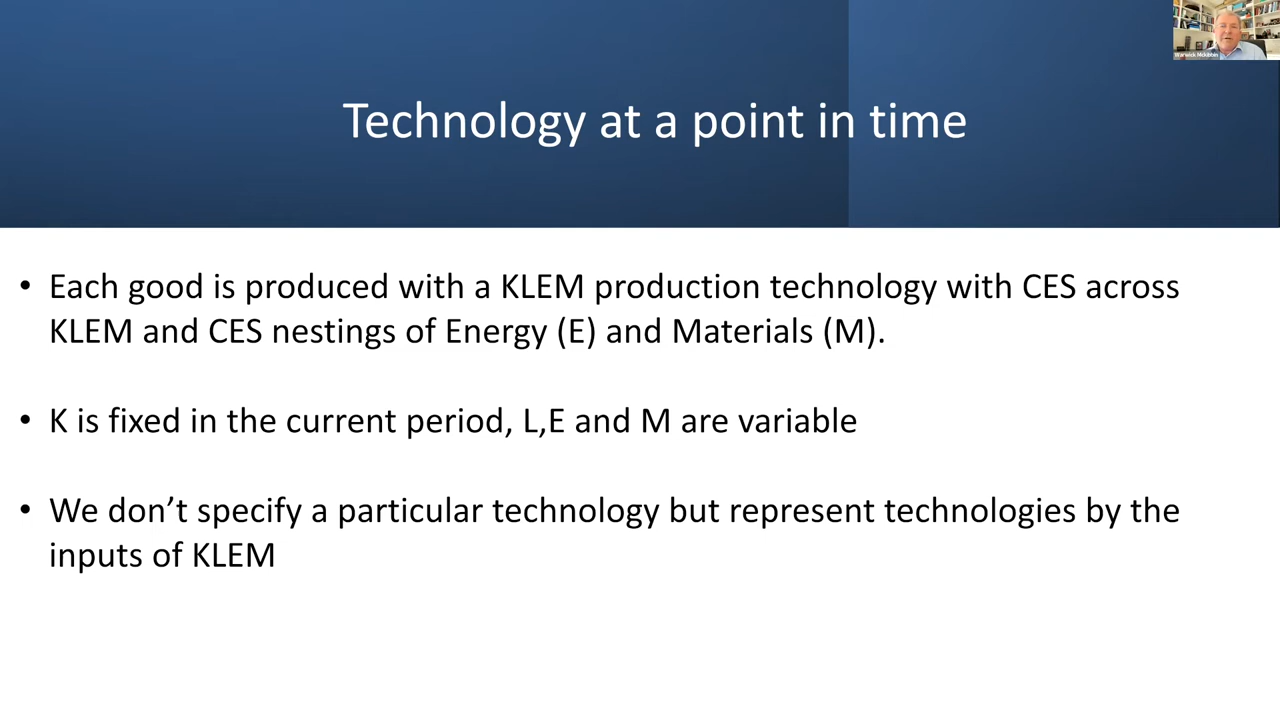 Warwick McKibbin
Technology at a point in time
• Each good is produced with a KLEM production technology with CES across
KLEM and CES nestings of Energy (E) and Materials (M).
• K is fixed in the current period, L,E and M are variable
• We don’t specify a particular technology but represent technologies by the
inputs of KLEM